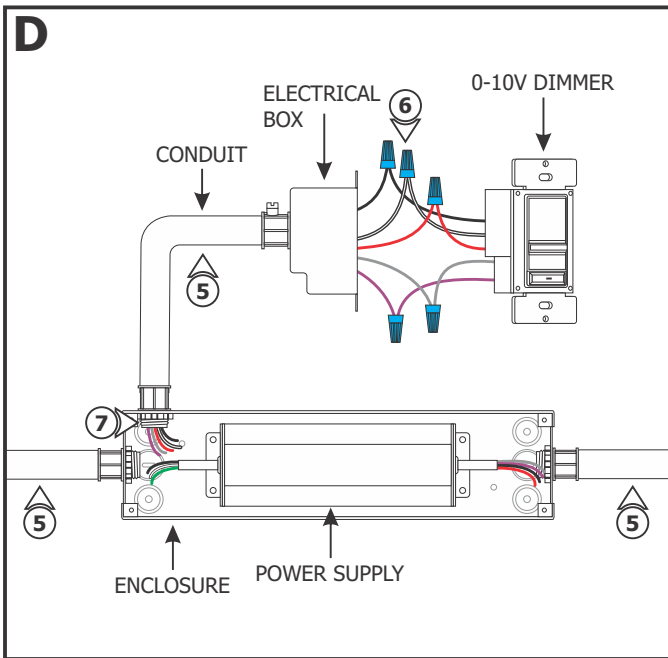 D
ELECTRICAL
BOX
6
0-10V DIMMER
CONDUIT
5
7
5
5
ENCLOSURE
POWER SUPPLY